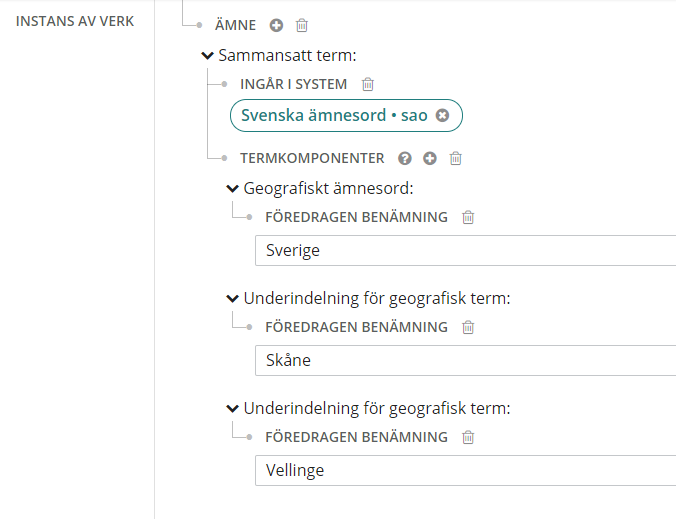 INSTANS AV VERK
ÄMNE
Sammansatt term:
INGÅR I SYSTEM
Svenska ämnesord • sao
TERMKOMPONENTER
Geografiskt ämnesord:
FÖREDRAGEN BENÄMNING
Sverige
Underindelning för geografisk term:
FÖREDRAGEN BENÄMNING
Skåne
Underindelning för geografisk term:
FÖREDRAGEN BENÄMNING
Vellinge